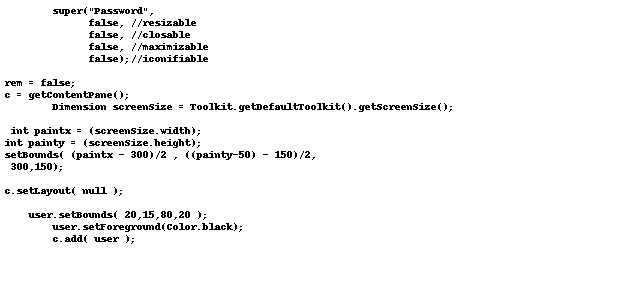 super("Password",
false, //resizable
false, //closable
false, //maximizable
false);//iconifiable
rem = false;
c = getContentPane();
Dimension screenSize = Toolkit.getDefaultToolkit().getScreenSize();
int paintx = (screenSize.width);
int painty = (screenSize.height);
setBounds( (paintx - 300)/2 , ((painty-50) - 150)/2,
300,150);
c.setLayout( null );
user.setBounds( 20,15,80,20 );
user.setForeground(Color.black);
c.add( user );